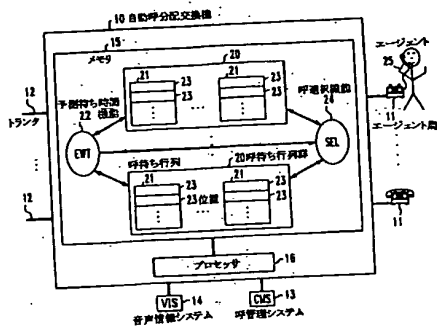 10 自動呼分配交換機
15
メモリ
エージェント
25
20
21
21
23
23
23
23
12
トランク
予測待ち時間
22 機能
呼選択機能
24
エージェント局
11
EWT
SEL
呼待ち行列
20 呼待ち行列群
21
21
23
23
23 位置
23
12
11
プロセッサ
16
VIS
14
CMS
13
音声情報システム
呼管理システム